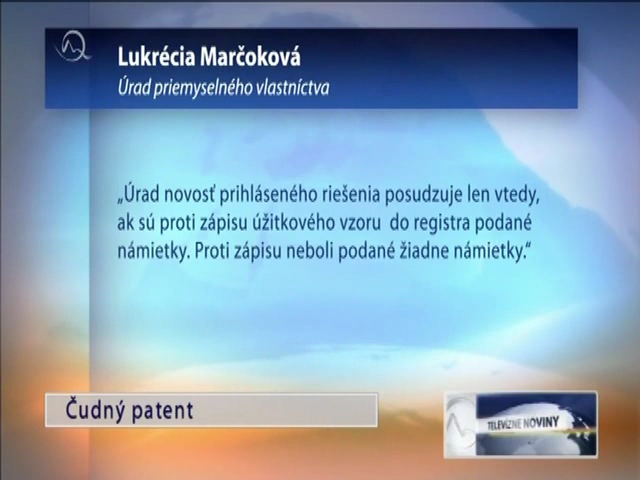 Lukrécia Marčoková
Úrad priemyselného vlastníctva
„Úrad novosť prihláseného riešenia posudzuje len vtedy,
ak sú proti zápisu úžitkového vzoru do registra podané
námietky. Proti zápisu neboli podané žiadne námietky.“
Čudný patent
TELEVÍZNE NOVINY